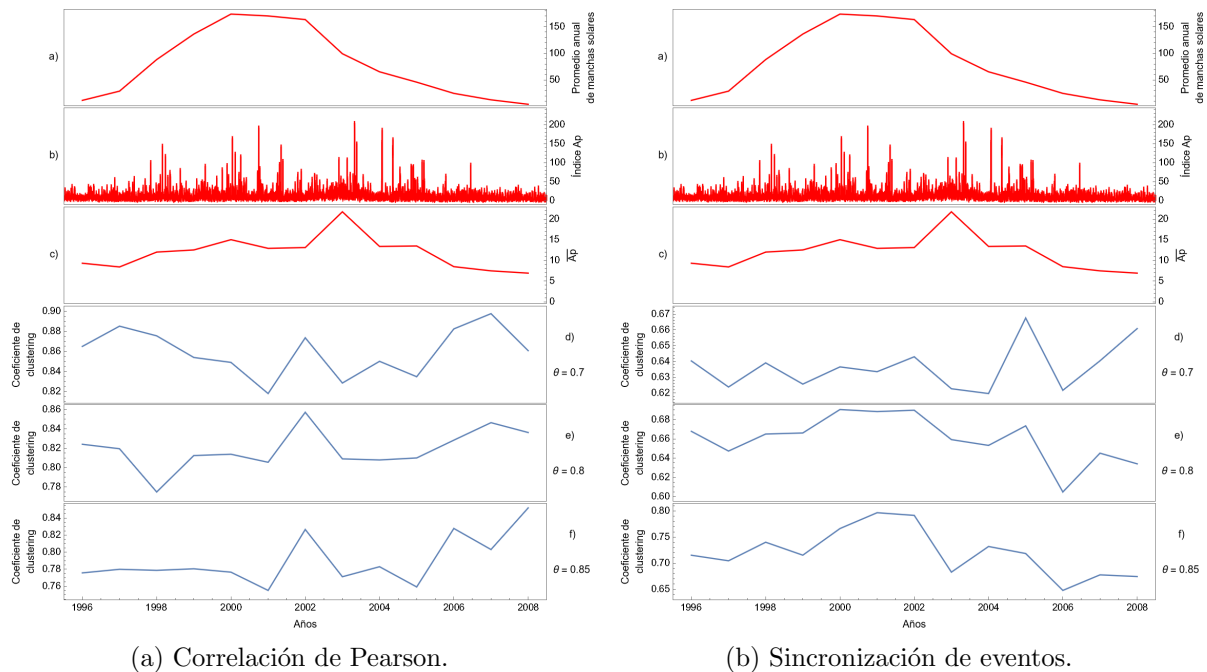 a)
150
100
50
Promedio anual
de manchas solares
b)
200
150
100
50
0
Índice Ap
c)
20
15
10
5
0
Ap
Coeficiente de
clustering
0.90
0.88
0.86
0.84
0.82
d)
θ = 0.7
Coeficiente de
clustering
0.86
0.84
0.82
0.80
0.78
e)
θ = 0.8
Coeficiente de
clustering
0.84
0.82
0.80
0.78
0.76
f)
θ = 0.85
1996 1998 2000 2002 2004 2006 2008
Años
(a) Correlación de Pearson.
a)
150
100
50
Promedio anual
de manchas solares
b)
200
150
100
50
0
Índice Ap
c)
20
15
10
5
0
Ap
Coeficiente de
clustering
0.67
0.66
0.65
0.64
0.63
0.62
d)
θ = 0.7
Coeficiente de
clustering
0.68
0.66
0.64
0.62
0.60
e)
θ = 0.8
Coeficiente de
clustering
0.80
0.75
0.70
0.65
f)
θ = 0.85
1996 1998 2000 2002 2004 2006 2008
Años
(b) Sincronización de eventos.